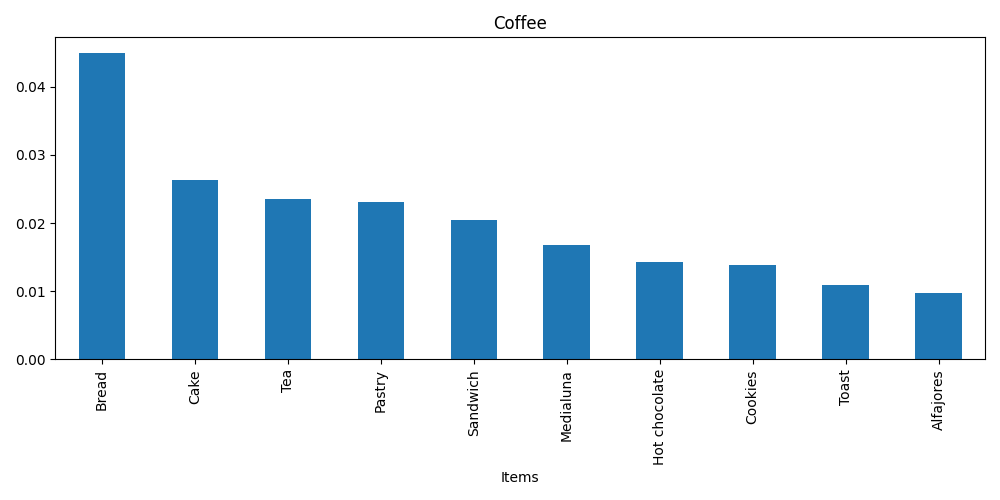 Coffee
0.04
0.03
0.02
0.01
0.00
Bread
Cake
Tea
Pastry
Sandwich
Medialuna
Hot chocolate
Cookies
Toast
Alfajores
Items